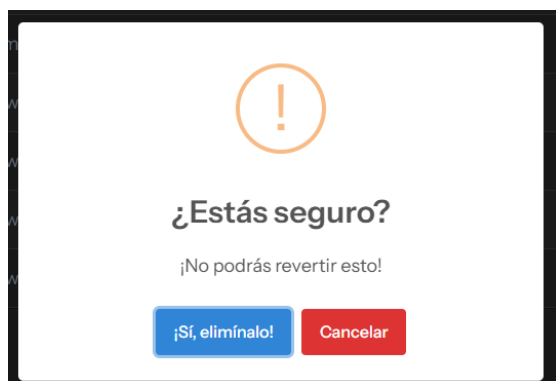 !
¿Estás seguro?
¡No podrás revertir esto!
¡Sí, elimínalo!
Cancelar